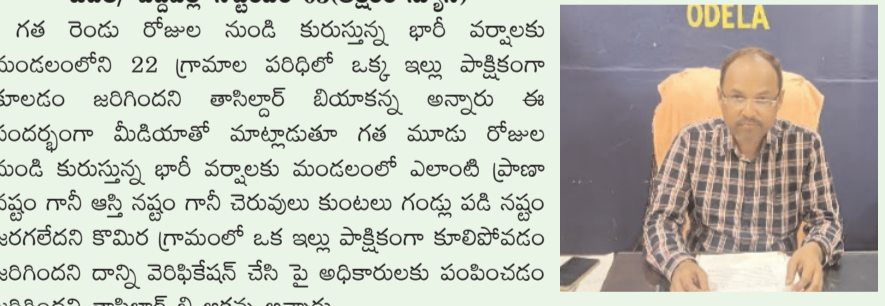 గత రెండు రోజుల నుండి కురుస్తున్న భారీ వర్షాలకు
మండలంలోని 22 గ్రామాల పరిధిలో ఒక్క ఇల్లు పాక్షికంగా
కూలడం జరిగిందని తాసిల్దార్ బియాకన్న అన్నారు ఈ
సందర్భంగా మీడియాతో మాట్లాడుతూ గత మూడు రోజుల
నుండి కురుస్తున్న భారీ వర్షాలకు మండలంలో ఎలాంటి ప్రాణా
నష్టం గానీ ఆస్తి నష్టం గానీ చెరువులు కుంటలు గండ్లు పడి నష్టం
జరగలేదని కొమిర గ్రామంలో ఒక ఇల్లు పాక్షికంగా కూలిపోవడం
జరిగిందని దాన్ని వెరిఫికేషన్ చేసి పై అధికారులకు పంపించడం
ODELA